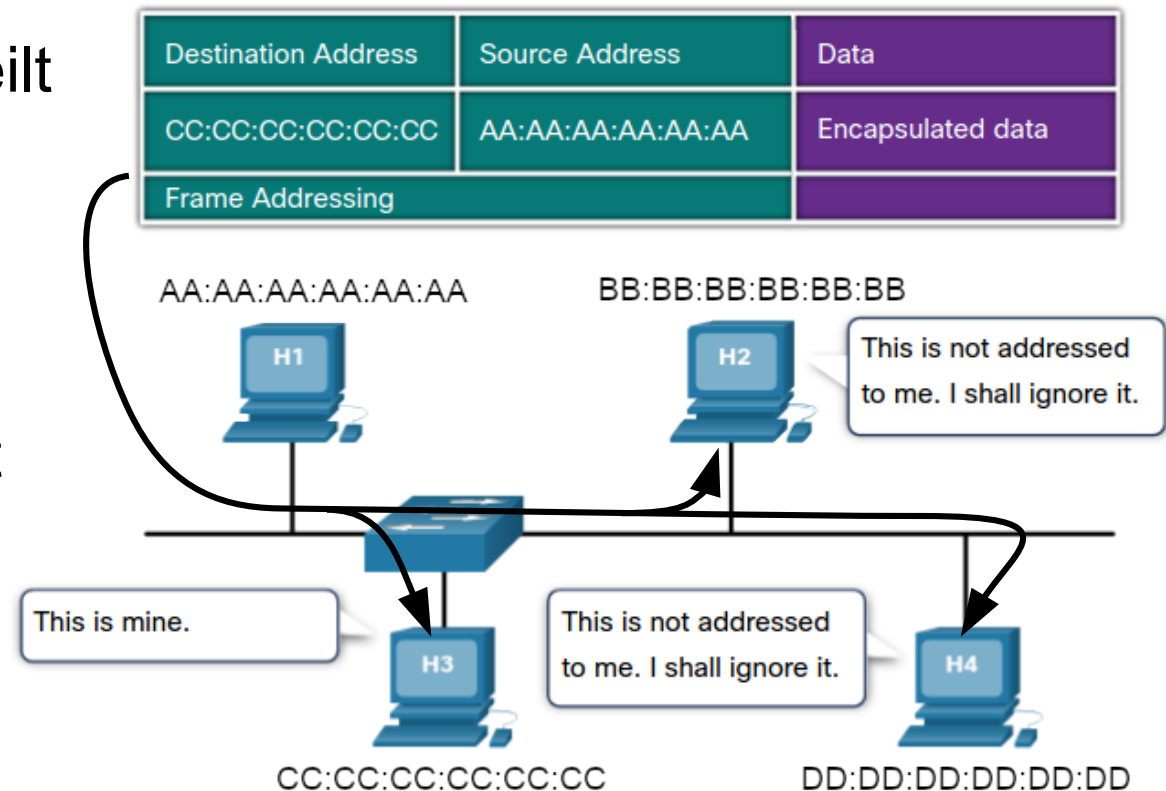 eilt
Destination Address Source Address Data
CC:CC:CC:CC:CC:CC AA:AA:AA:AA:AA:AA Encapsulated data
Frame Addressing
AA:AA:AA:AA:AA:AA BB:BB:BB:BB:BB:BB
H1
H2
This is not addressed
to me. I shall ignore it.
t
This is mine.
H3
This is not addressed
to me. I shall ignore it.
H4
CC:CC:CC:CC:CC:CC DD:DD:DD:DD:DD:DD